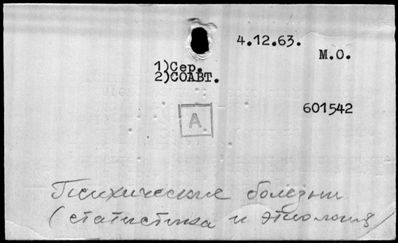 4.12.63.
М.О.
1)Сер.
2)СОАВТ.
601542
А.
Психические болезни
(статистика и этиология)